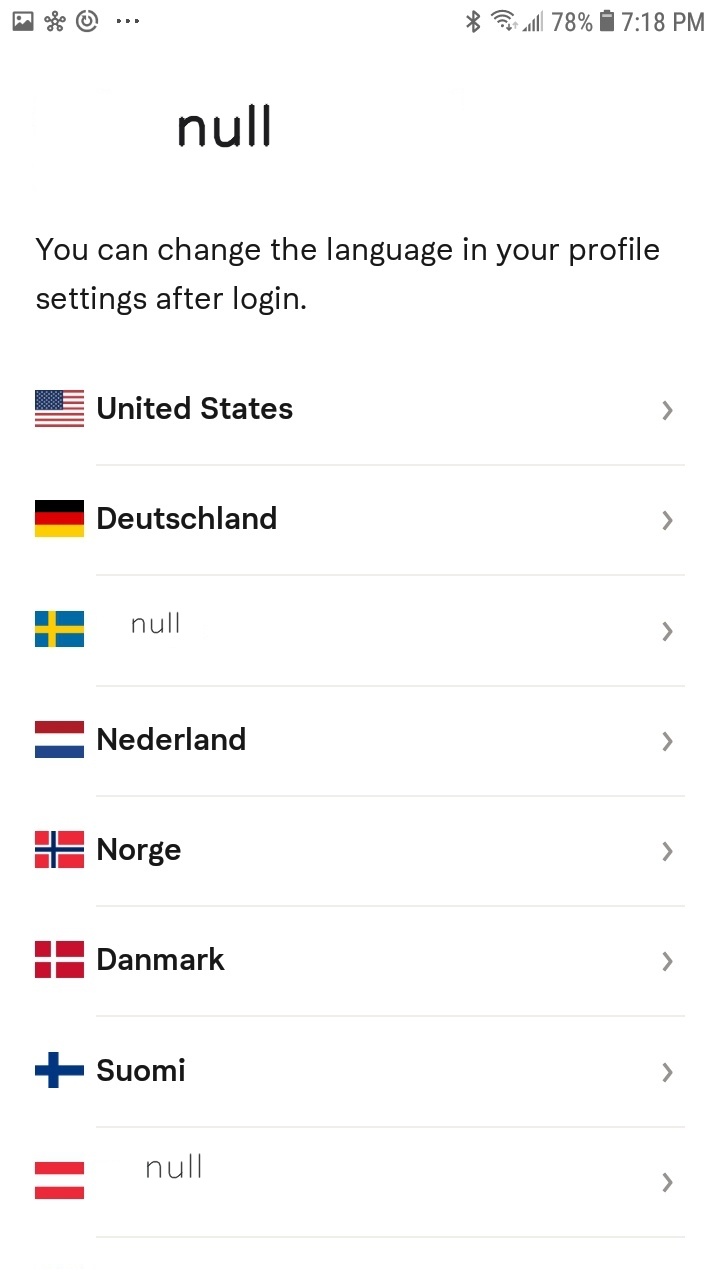 78% 7:18 PM
null
You can change the language in your profile
settings after login.
United States
Deutschland
null
Nederland
Norge
Danmark
Suomi
null